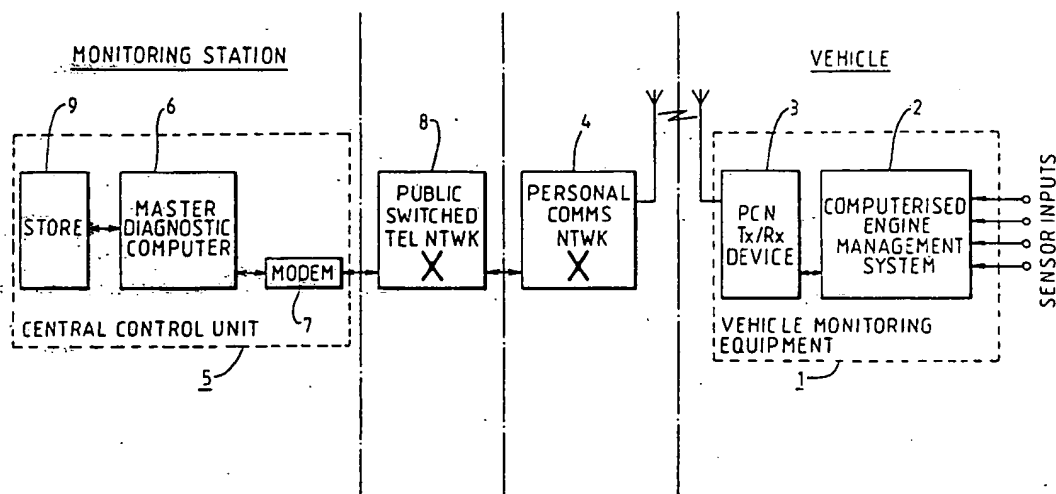 MONITORING STATION
VEHICLE
9
6
8
4
3
2
STORE
MASTER
DIAGNOSTIC
COMPUTER
MODEM
7
CENTRAL CONTROL UNIT
5
PUBLIC
SWITCHED
TEL NTWK
X
PERSONAL
COMMS
NTWK
X
PCN
Tx/Rx
DEVICE
COMPUTERISED
ENGINE
MANAGEMENT
SYSTEM
VEHICLE MONITORING
EQUIPMENT
1
SENSOR INPUTS